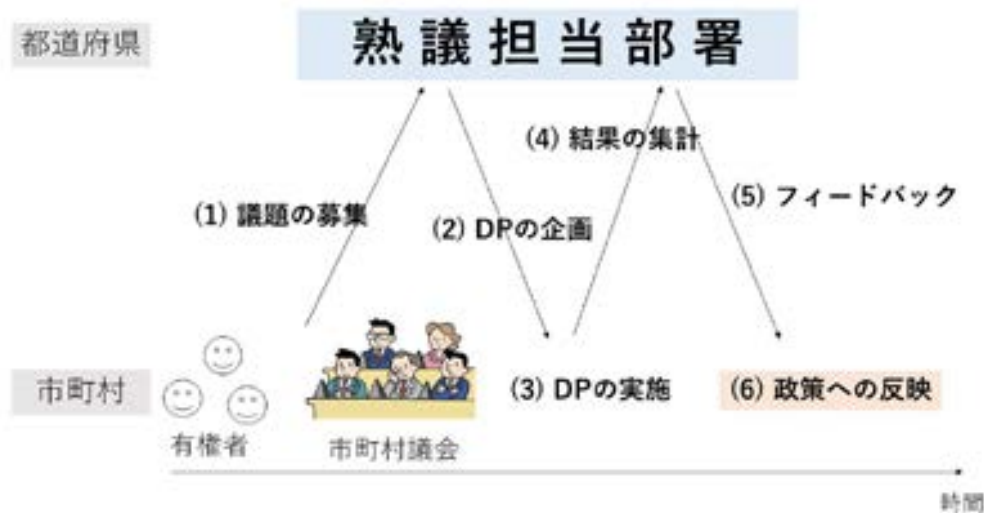 都道府県
熟議担当部署
(4) 結果の集計
(1) 議題の募集
(2) DPの企画
(5) フィードバック
市町村
(3) DPの実施
(6) 政策への反映
有権者
市町村議会
時間